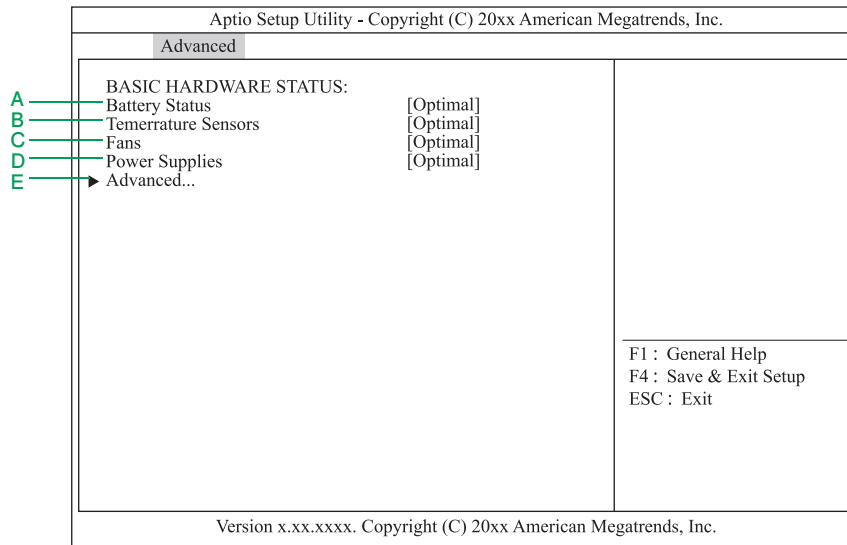 Aptio Setup Utility - Copyright (C) 20xx American Megatrends, Inc.
Advanced
BASIC HARDWARE STATUS:
A Battery Status [Optimal]
B Temerrature Sensors [Optimal]
C Fans [Optimal]
D Power Supplies [Optimal]
E ▶ Advanced...
F1 : General Help
F4 : Save & Exit Setup
ESC : Exit
Version x.xx.xxxx. Copyright (C) 20xx American Megatrends, Inc.